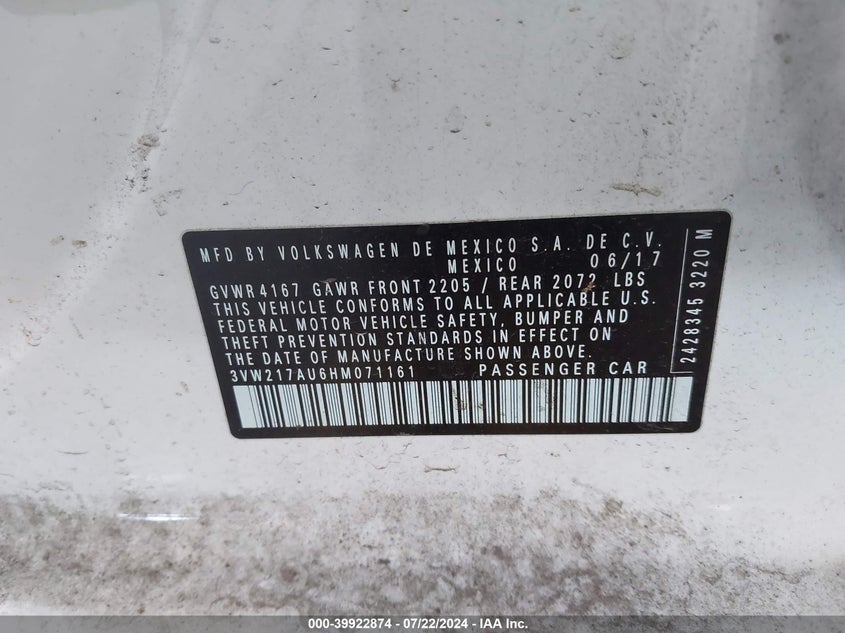 MFD BY VOLKSWAGEN DE MEXICO S.A. DE C.V.
MEXICO 06/17
GVWR 4167 GAWR FRONT 2205 / REAR 2072 LBS
THIS VEHICLE CONFORMS TO ALL APPLICABLE U.S.
FEDERAL MOTOR VEHICLE SAFETY, BUMPER AND
THEFT PREVENTION STANDARDS IN EFFECT ON
THE DATE OF MANUFACTURE SHOWN ABOVE.
3VW217AU6HM071161 PASSENGER CAR
2428345 3220 M
000-39922874 - 07/22/2024 - IAA Inc.